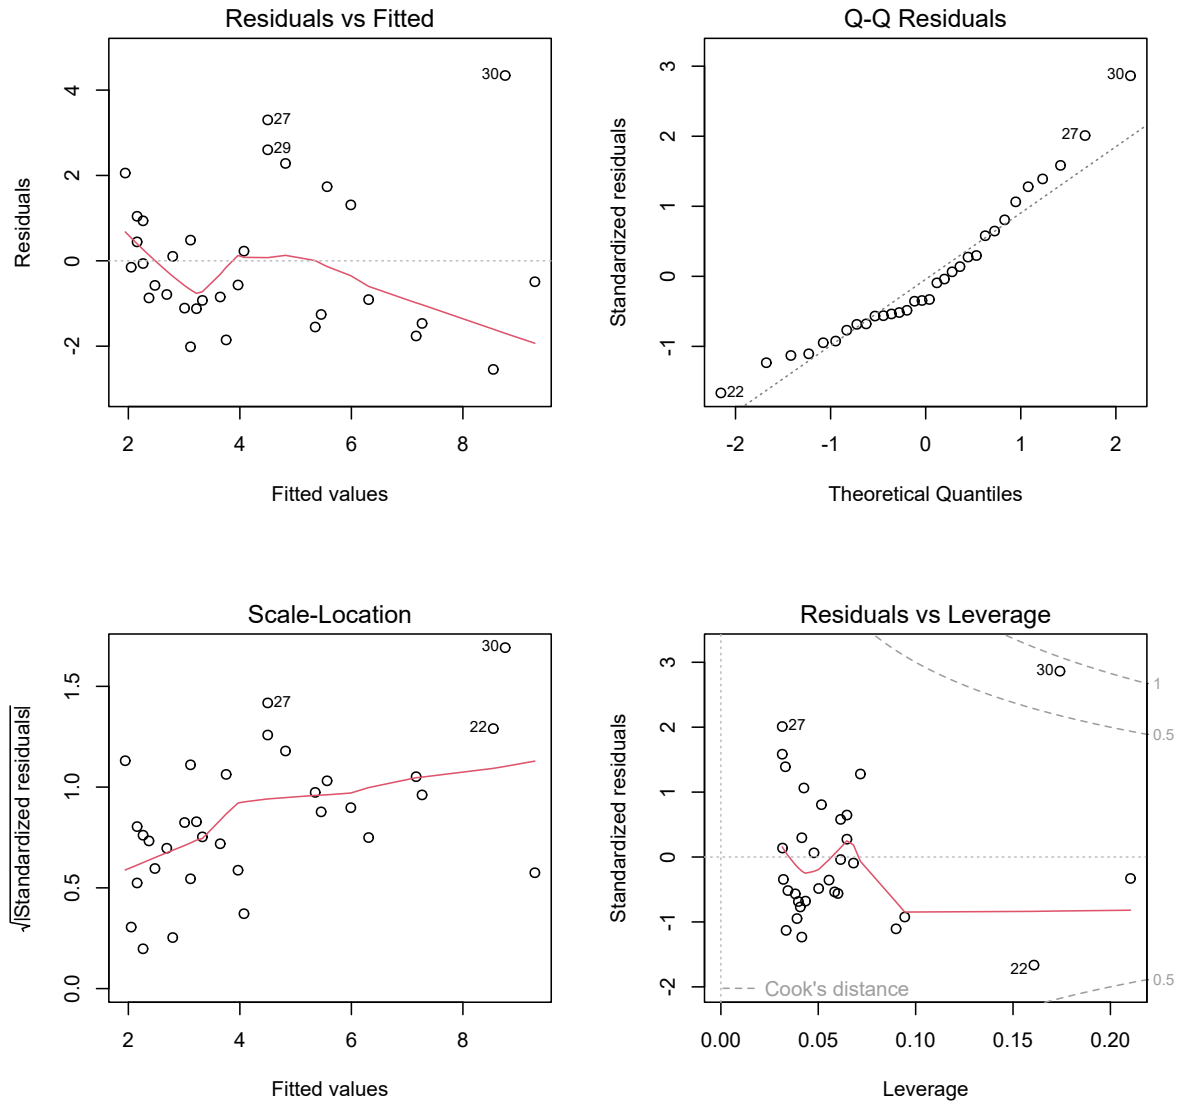 Residuals vs Fitted
Residuals
4
2
0
-2
30
27
29
2 4 6 8
Fitted values
Q-Q Residuals
Standardized residuals
3
2
1
0
-1
30
27
22
-2 -1 0 1 2
Theoretical Quantiles
Scale-Location
√|Standardized residuals|
1.5
1.0
0.5
0.0
30
27
22
2 4 6 8
Fitted values
Residuals vs Leverage
Standardized residuals
3
2
1
0
-1
-2
30
27
22
1
0.5
0.5
Cook's distance
0.00 0.05 0.10 0.15 0.20
Leverage